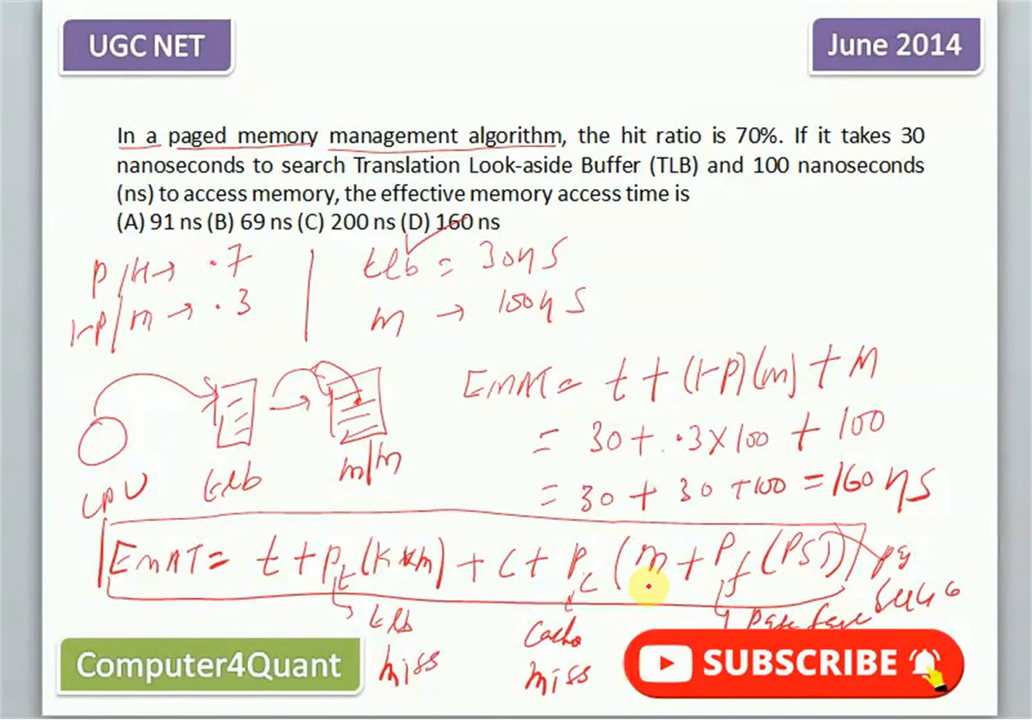 UGC NET
June 2014
In a paged memory management algorithm, the hit ratio is 70%. If it takes 30
nanoseconds to search Translation Look-aside Buffer (TLB) and 100 nanoseconds
(ns) to access memory, the effective memory access time is
(A) 91 ns (B) 69 ns (C) 200 ns (D) 160 ns
P/H → .7
tlb = 30ns
1-P/m → .3
m → 100ns
EMAT = t + (1-P)(m) + M
= 30 + .3 x 100 + 100
CPU
tlb
m/m
= 30 + 30 + 100 = 160 ns
EMAT = t + Pt (K x m) + C + Pc (m + Pf (PST)) Pg
tlb
miss
Cache
miss
Computer4Quant
SUBSCRIBE